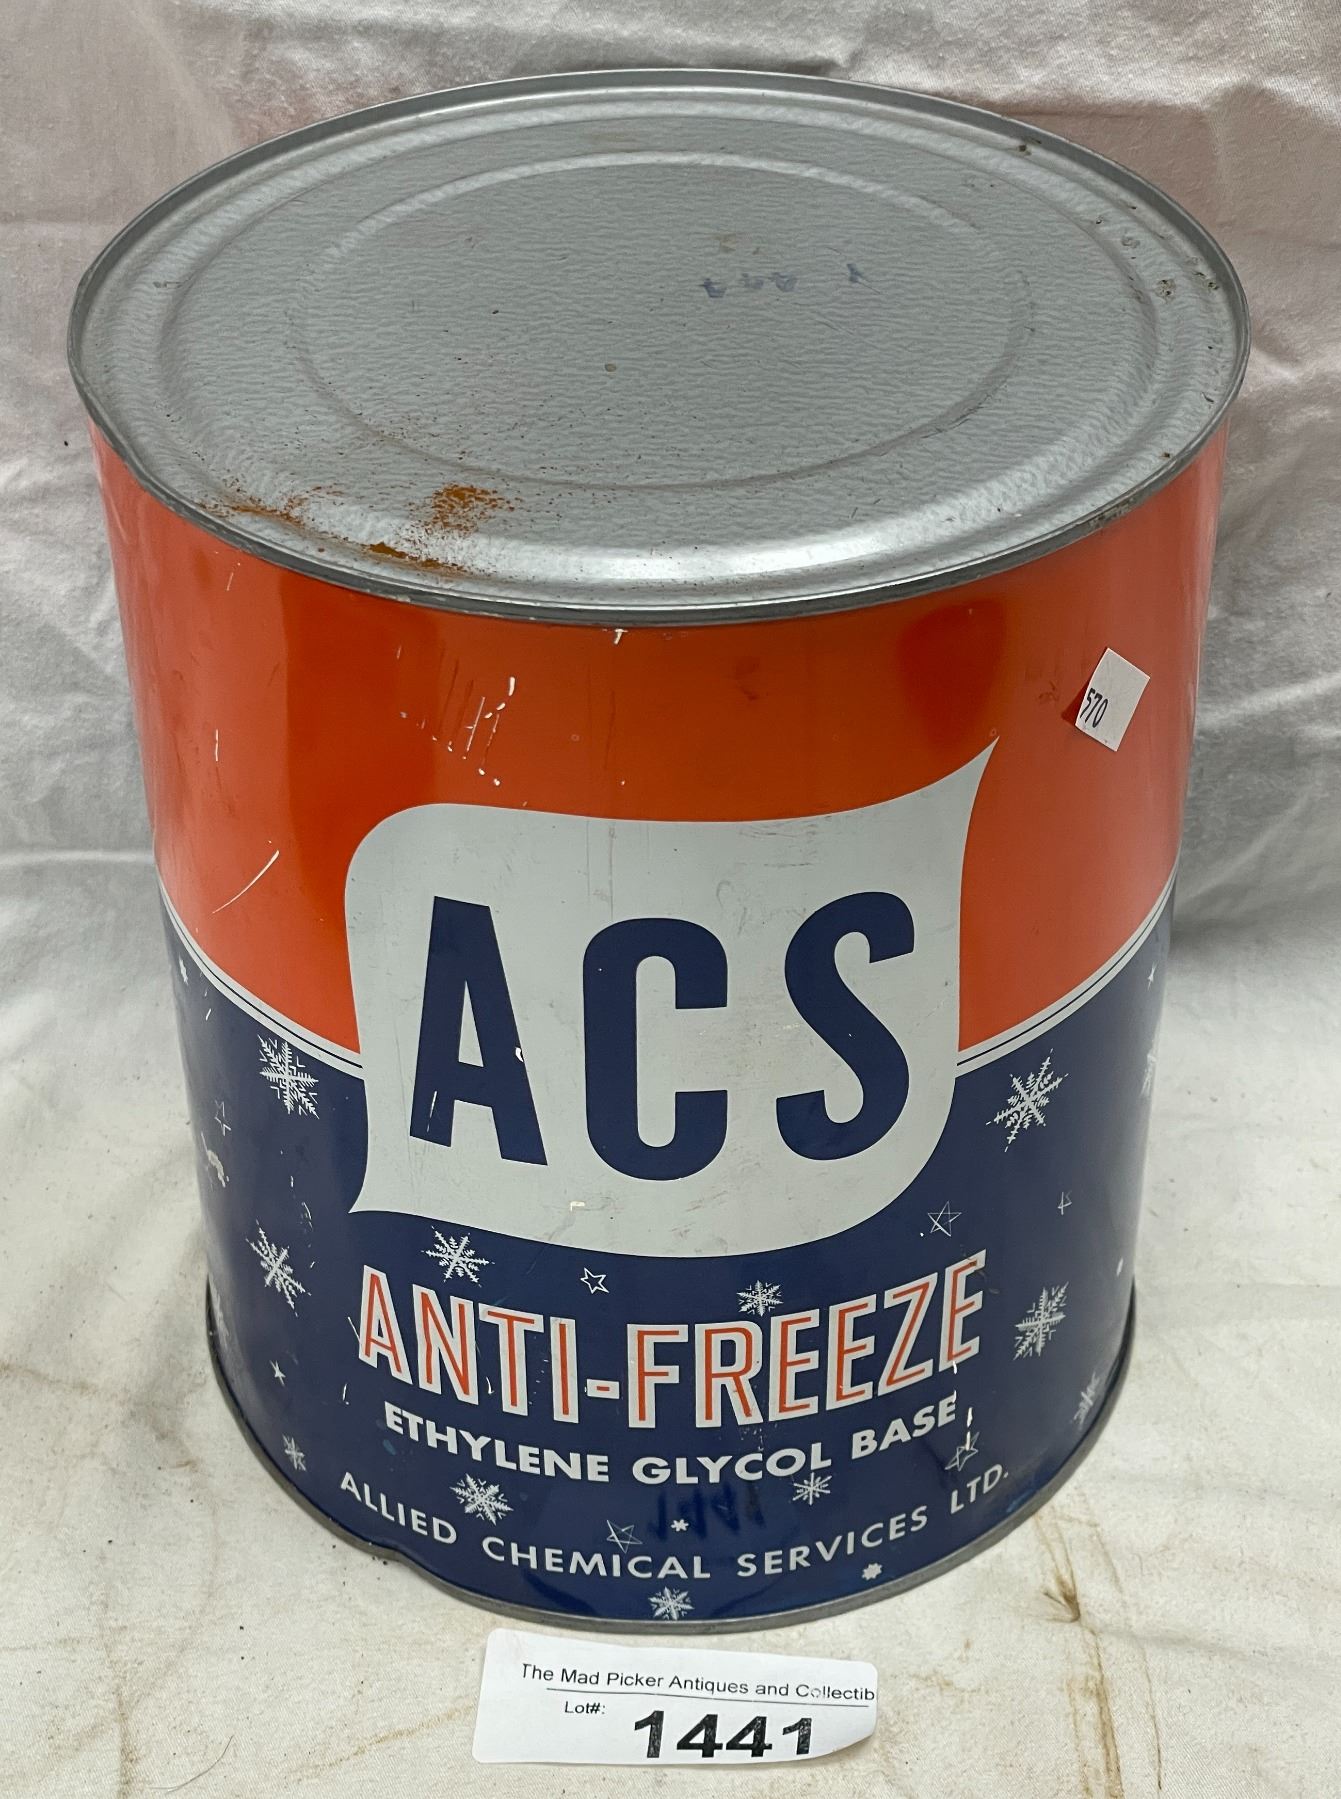 570
ACS
ANTI-FREEZE
ETHYLENE GLYCOL BASE
ALLIED CHEMICAL SERVICES LTD.
The Mad Picker Antiques and Collectib
Lot#:
1441